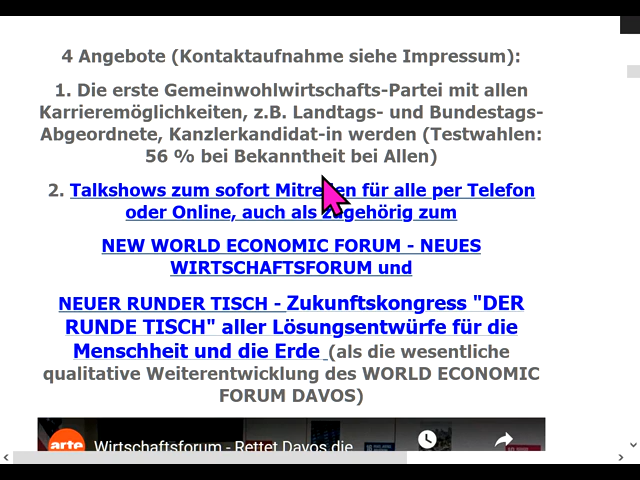 4 Angebote (Kontaktaufnahme siehe Impressum):
1. Die erste Gemeinwohlwirtschafts-Partei mit allen
Karrieremöglichkeiten, z.B. Landtags- und Bundestags-
Abgeordnete, Kanzlerkandidat-in werden (Testwahlen:
56 % bei Bekanntheit bei Allen)
2. Talkshows zum sofort Mitreden für alle per Telefon
oder Online, auch als zugehörig zum
NEW WORLD ECONOMIC FORUM - NEUES
WIRTSCHAFTSFORUM und
NEUER RUNDER TISCH - Zukunftskongress "DER
RUNDE TISCH" aller Lösungsentwürfe für die
Menschheit und die Erde (als die wesentliche
qualitative Weiterentwicklung des WORLD ECONOMIC
FORUM DAVOS)
arte Wirtschaftsforum - Rettet Davos die